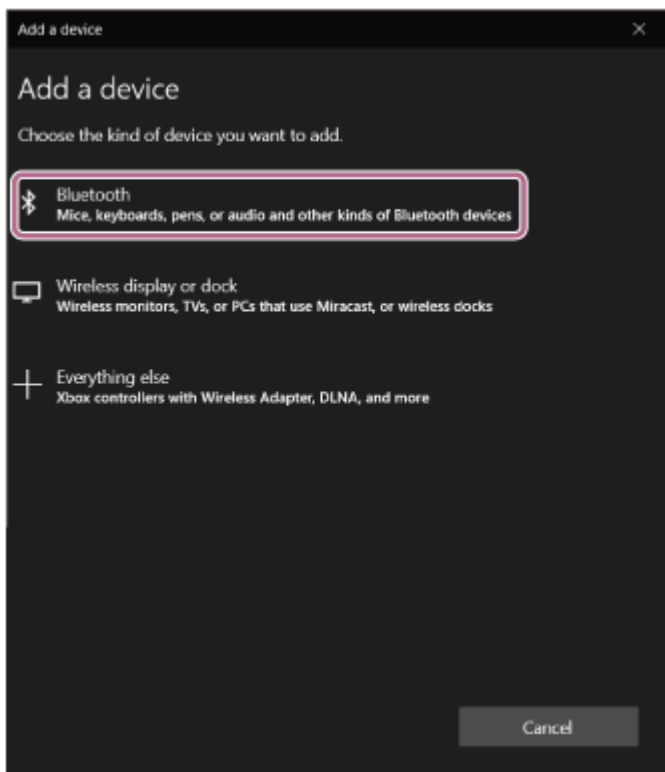 Add a device
Add a device
Choose the kind of device you want to add.
Bluetooth
Mice, keyboards, pens, or audio and other kinds of Bluetooth devices
Wireless display or dock
Wireless monitors, TVs, or PCs that use Miracast, or wireless docks
Everything else
Xbox controllers with Wireless Adapter, DLNA, and more
Cancel